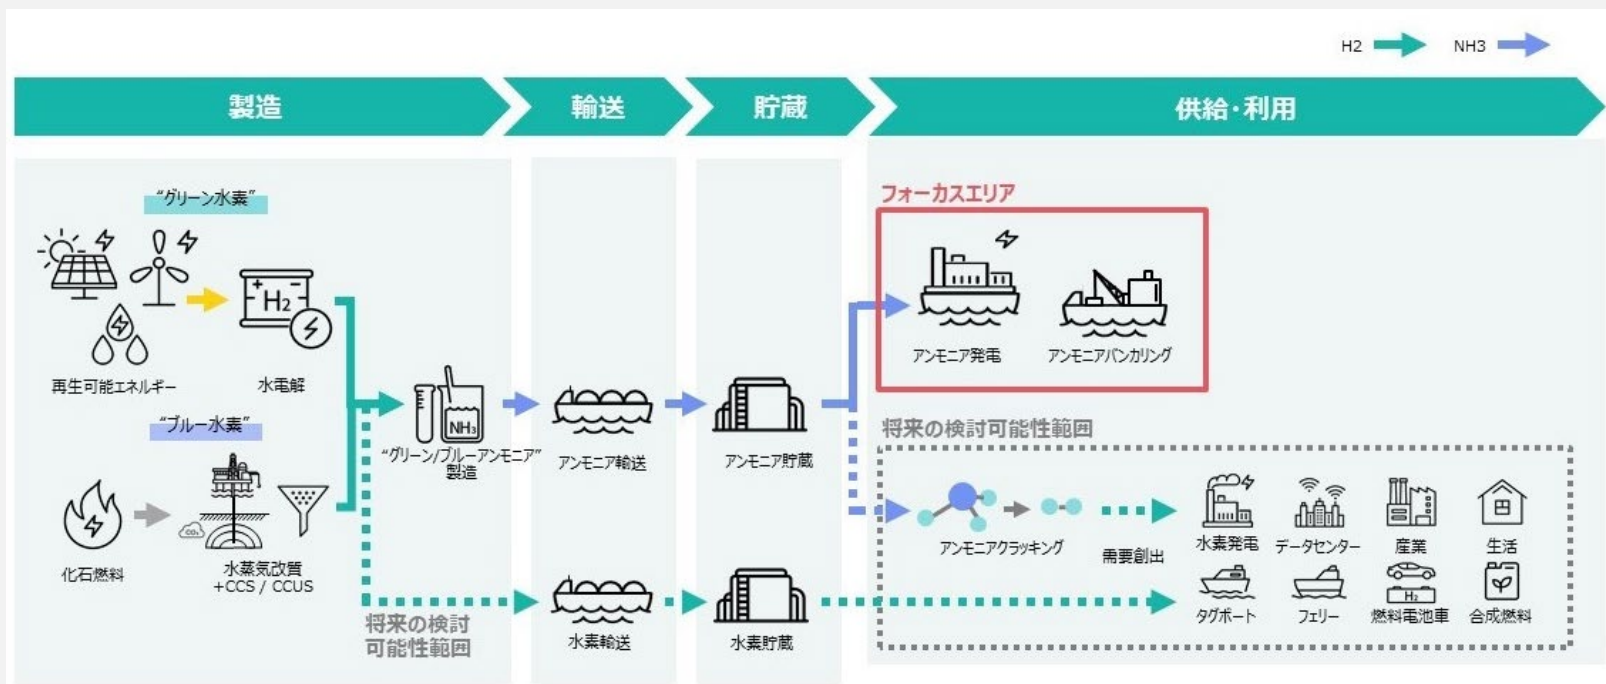 H2
NH3
製造
輸送
貯蔵
供給・利用
“グリーン水素”
再生可能エネルギー
H₂
水電解
“ブルー水素”
化石燃料
CO₂
水蒸気改質
+CCS / CCUS
NH₃
“グリーン/ブルーアンモニア”
製造
将来の検討
可能性範囲
アンモニア輸送
水素輸送
アンモニア貯蔵
水素貯蔵
フォーカスエリア
アンモニア発電
アンモニアバンカリング
将来の検討可能性範囲
アンモニアクラッキング
需要創出
水素発電
データセンター
産業
生活
タグボート
フェリー
H₂
燃料電池車
合成燃料